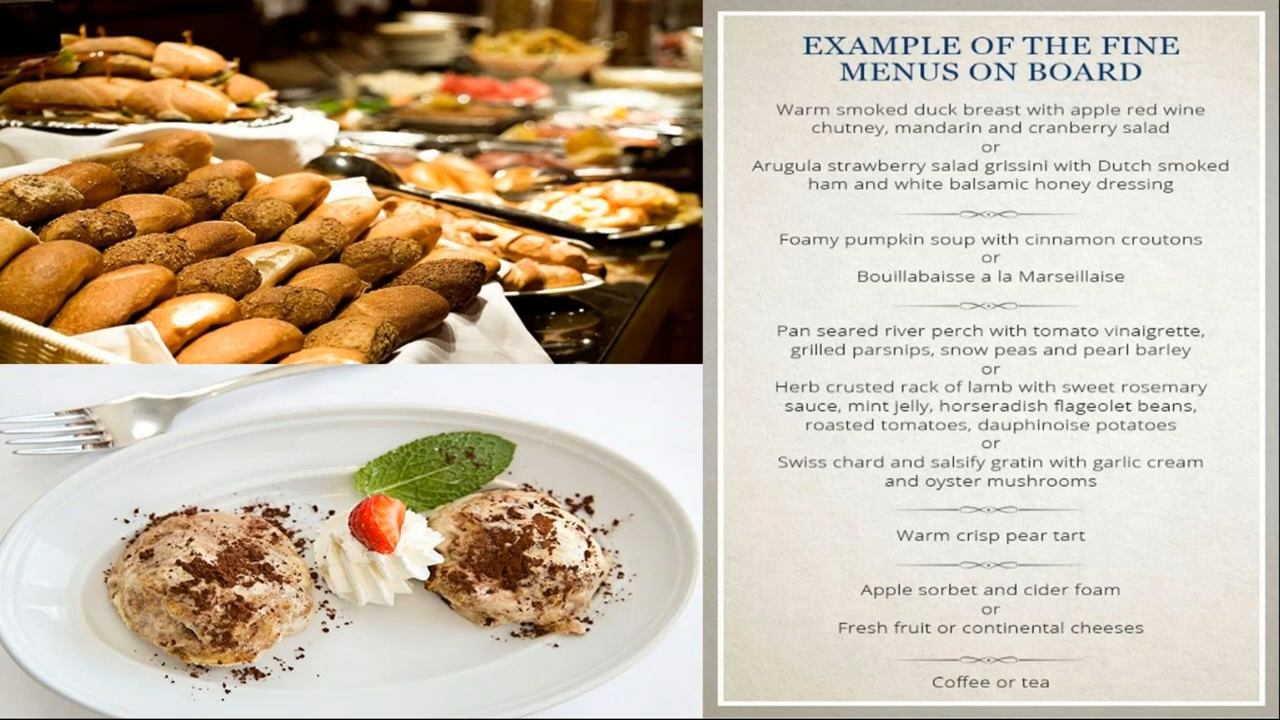 EXAMPLE OF THE FINE
MENUS ON BOARD
Warm smoked duck breast with apple red wine
chutney, mandarin and cranberry salad
or
Arugula strawberry salad grissini with Dutch smoked
ham and white balsamic honey dressing
Foamy pumpkin soup with cinnamon croutons
or
Bouillabaisse a la Marseillaise
Pan seared river perch with tomato vinaigrette,
grilled parsnips, snow peas and pearl barley
or
Herb crusted rack of lamb with sweet rosemary
sauce, mint jelly, horseradish flageolet beans,
roasted tomatoes, dauphinoise potatoes
or
Swiss chard and salsify gratin with garlic cream
and oyster mushrooms
Warm crisp pear tart
Apple sorbet and cider foam
or
Fresh fruit or continental cheeses
Coffee or tea